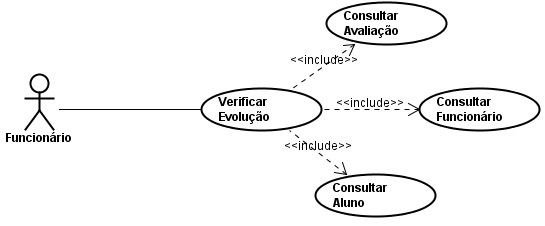 Consultar
Avaliação
<<include>>
Verificar
Evolução
<<include>>
Consultar
Funcionário
Funcionário
<<include>>
Consultar
Aluno